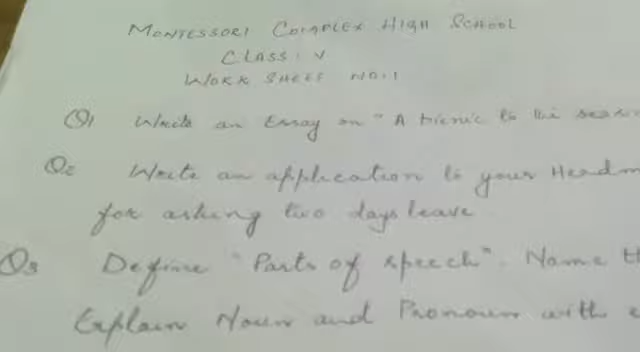 MONTESSORI COMPLEX HIGH SCHOOL
CLASS: V
WORK SHEET NO.1
Q1 Write an Essay on "A Picnic to the
Q2 Write an application to your Headm
for asking two days leave.
Q3 Define "Parts of speech". Name th
Explain Noun and Pronoun with e